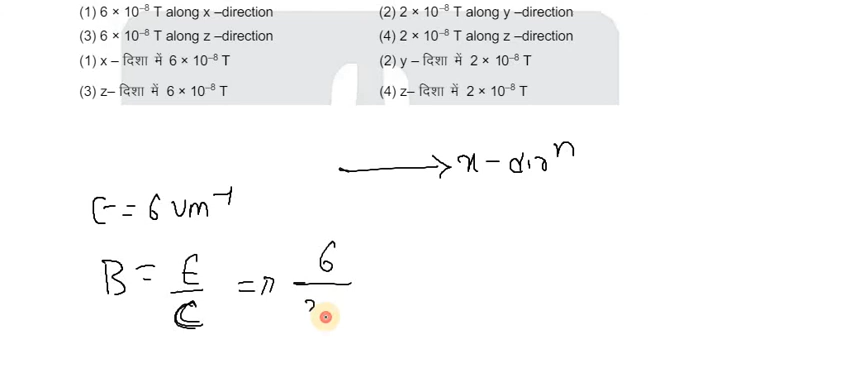 (1) 6 × 10⁻⁸ T along x –direction (2) 2 × 10⁻⁸ T along y –direction
(3) 6 × 10⁻⁸ T along z –direction (4) 2 × 10⁻⁸ T along z –direction
(1) x – दिशा में 6 × 10⁻⁸ T (2) y – दिशा में 2 × 10⁻⁸ T
(3) z– दिशा में 6 × 10⁻⁸ T (4) z– दिशा में 2 × 10⁻⁸ T
⟶ x – dirⁿ
E = 6 Vm⁻¹
B = E/C => 6/